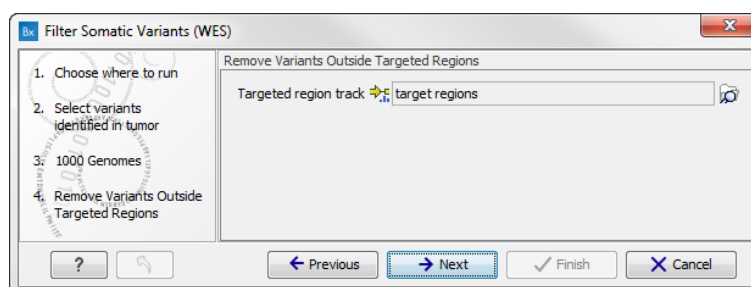 Bx Filter Somatic Variants (WES)
X
1. Choose where to run
2. Select variants
identified in tumor
3. 1000 Genomes
4. Remove Variants Outside
Targeted Regions
Remove Variants Outside Targeted Regions
Targeted region track target regions
? Previous Next Finish Cancel